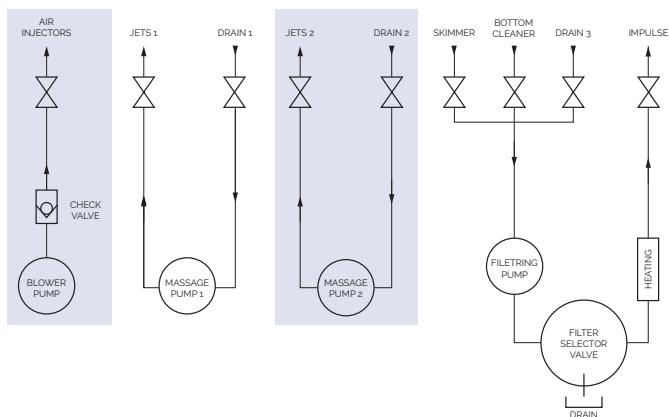 AIR
INJECTORS
JETS 1
DRAIN 1
JETS 2
DRAIN 2
SKIMMER
BOTTOM
CLEANER
DRAIN 3
IMPULSE
CHECK
VALVE
BLOWER
PUMP
MASSAGE
PUMP 1
MASSAGE
PUMP 2
FILETRING
PUMP
HEATING
FILTER
SELECTOR
VALVE
DRAIN